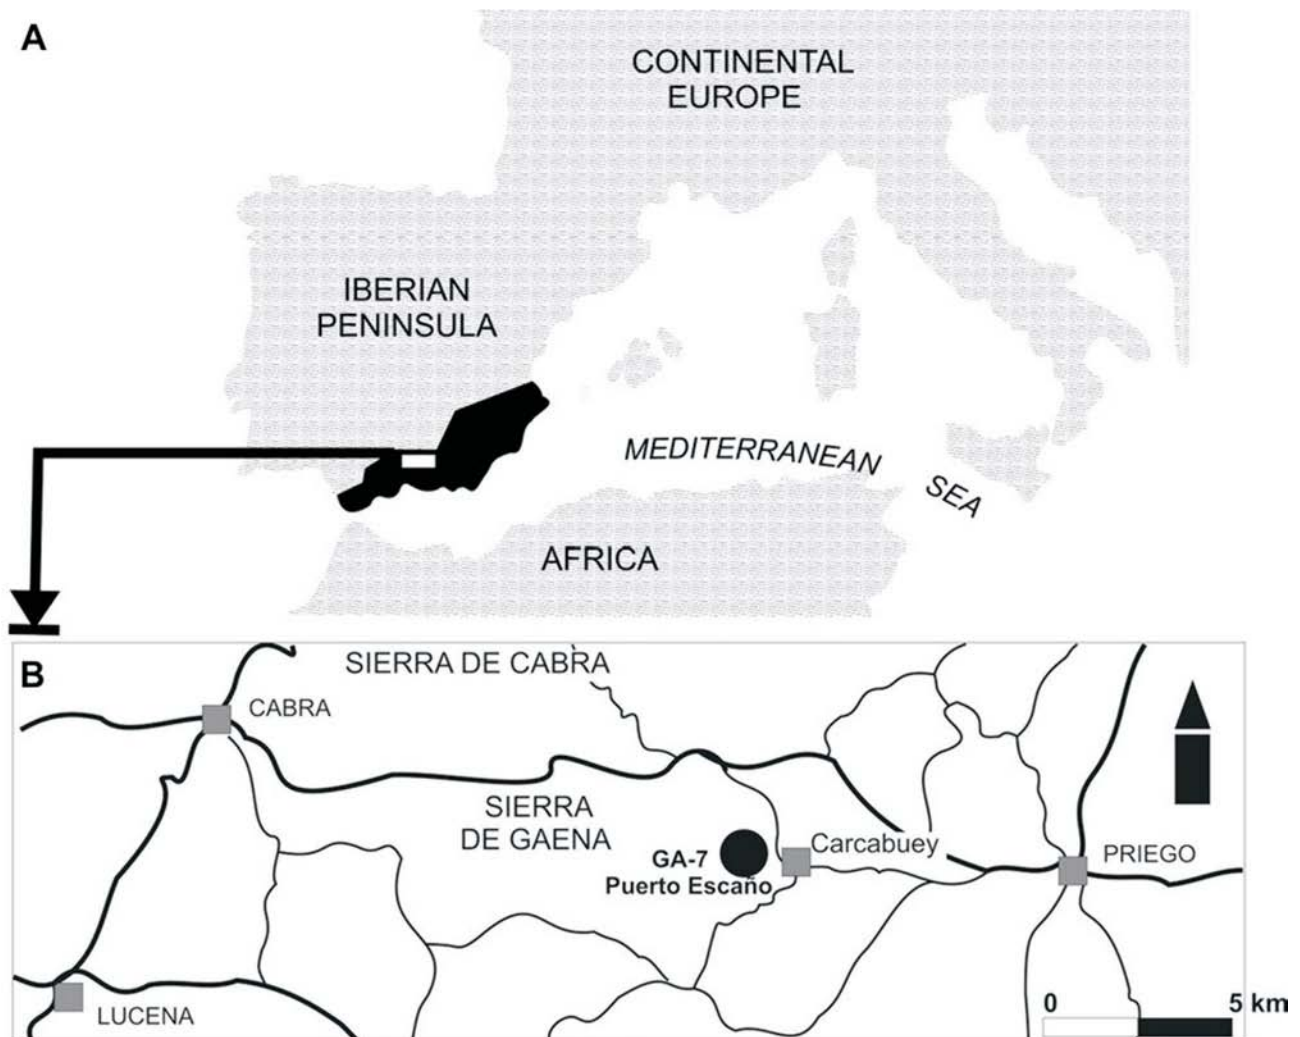 A
CONTINENTAL
EUROPE
IBERIAN
PENINSULA
MEDITERRANEAN
SEA
AFRICA
B
SIERRA DE CABRA
CABRA
SIERRA
DE GAENA
Carcabuey
GA-7
Puerto Escaño
PRIEGO
LUCENA
0 5 km